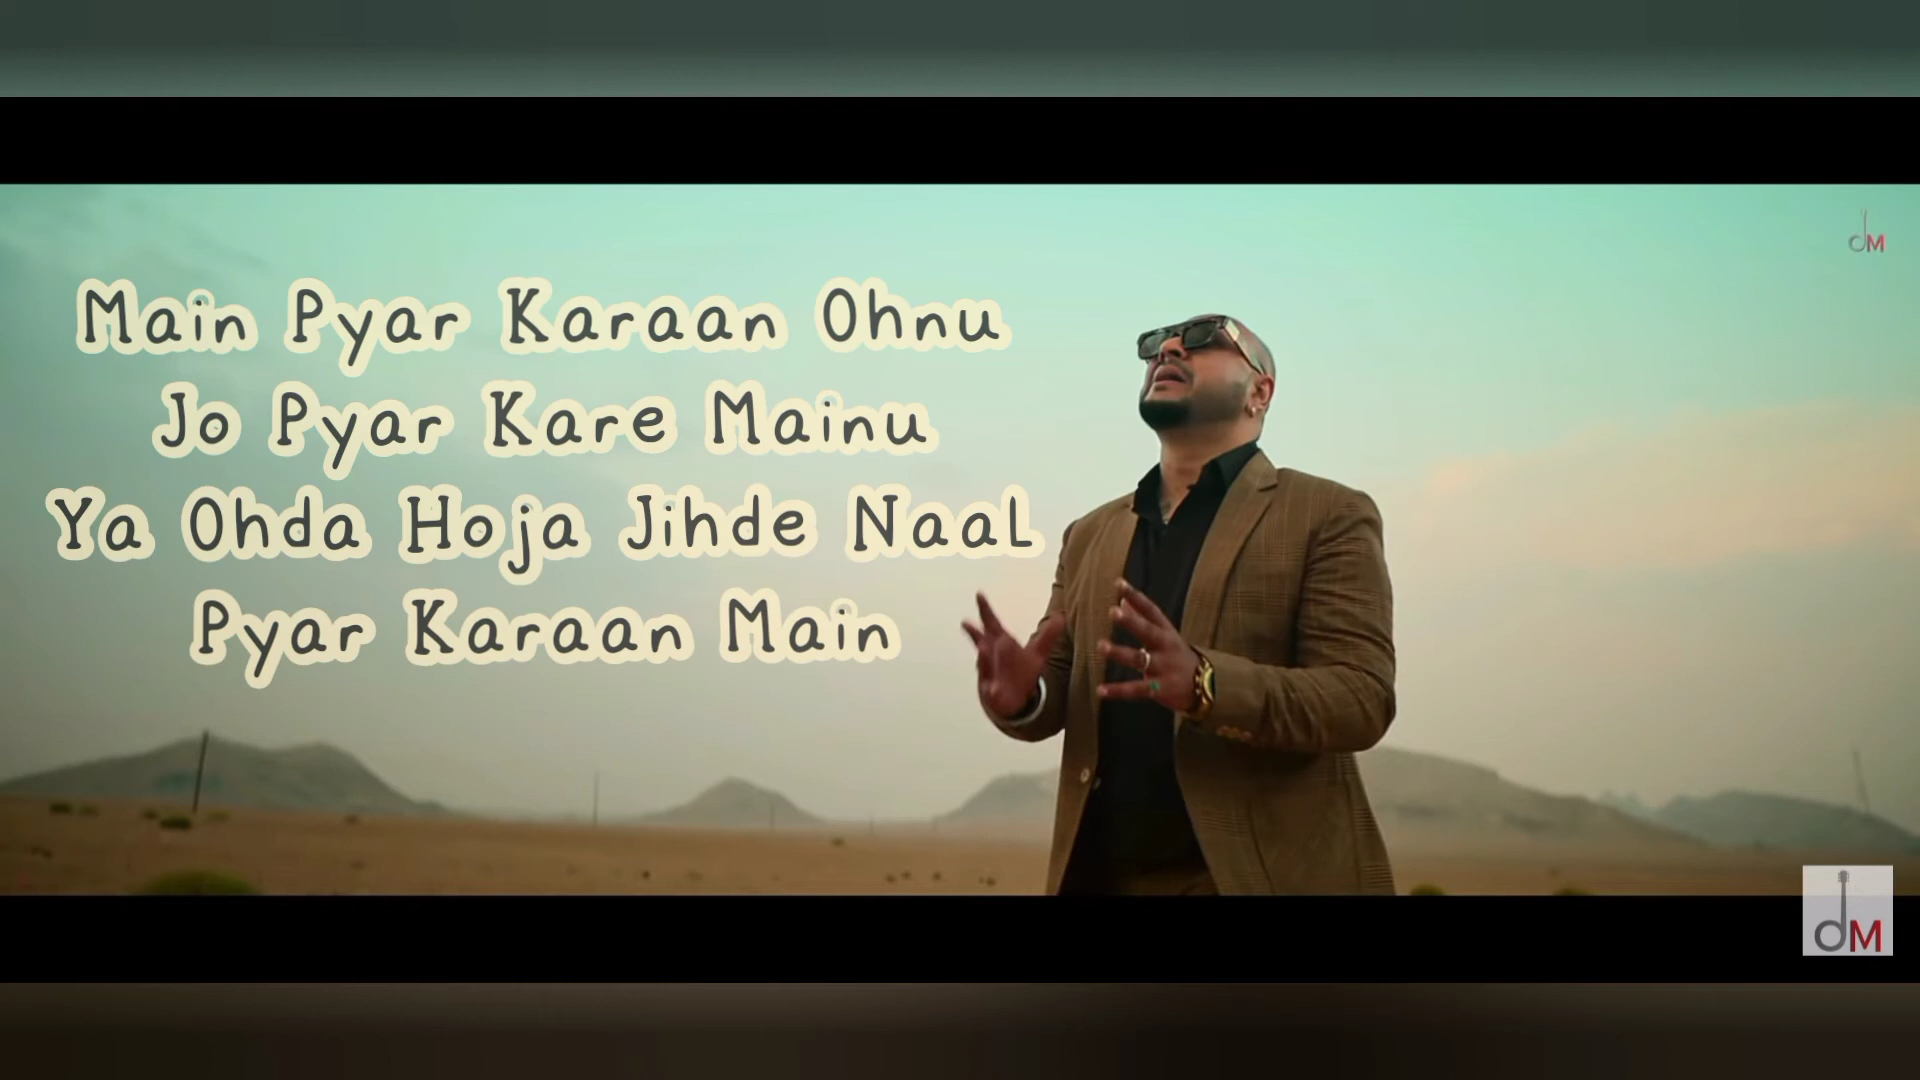 dM
Main Pyar Karaan Ohnu
Jo Pyar Kare Mainu
Ya Ohda Hoja Jihde Naal
Pyar Karaan Main
dM